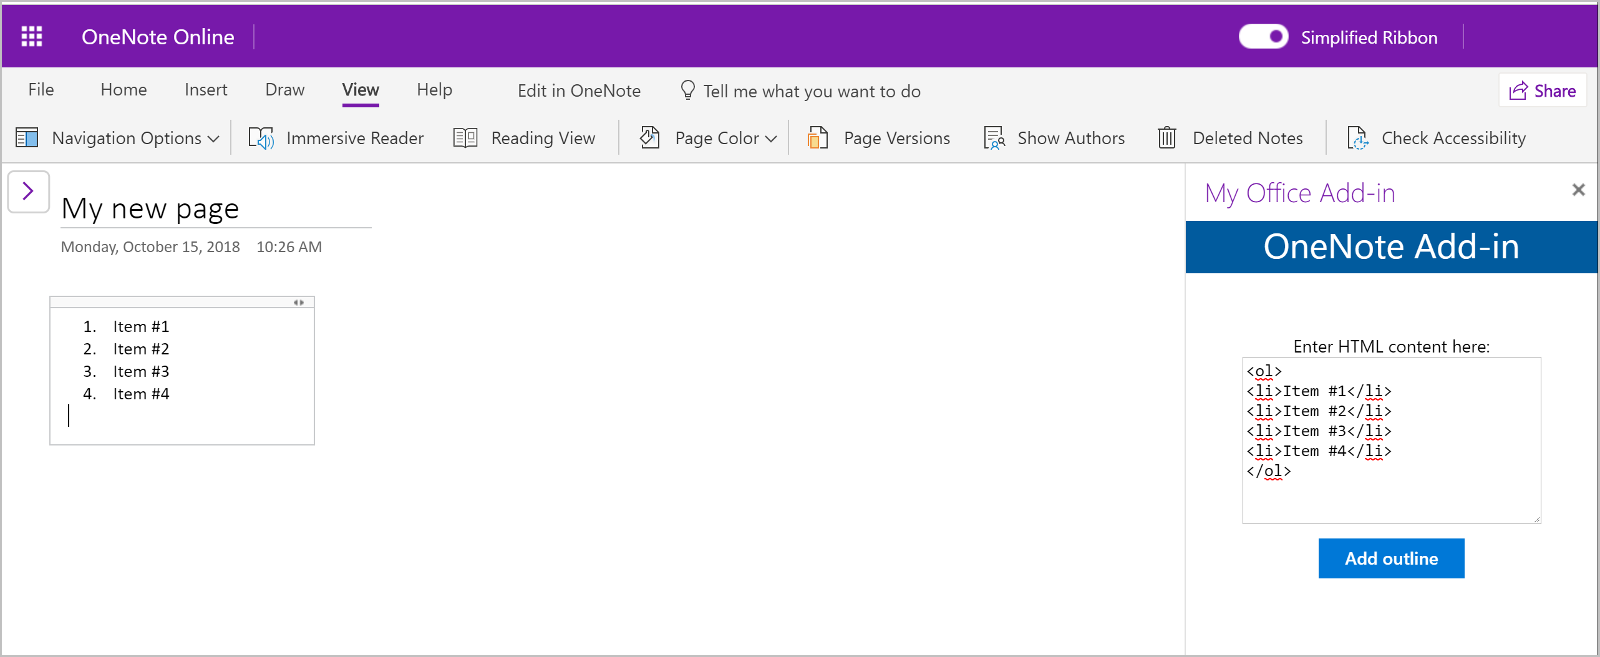 OneNote Online
Simplified Ribbon
File Home Insert Draw View Help Edit in OneNote Tell me what you want to do Share
Navigation Options Immersive Reader Reading View Page Color Page Versions Show Authors Deleted Notes Check Accessibility
My new page
Monday, October 15, 2018 10:26 AM
1. Item #1
2. Item #2
3. Item #3
4. Item #4
My Office Add-in
OneNote Add-in
Enter HTML content here:
<ol>
<li>Item #1</li>
<li>Item #2</li>
<li>Item #3</li>
<li>Item #4</li>
</ol>
Add outline